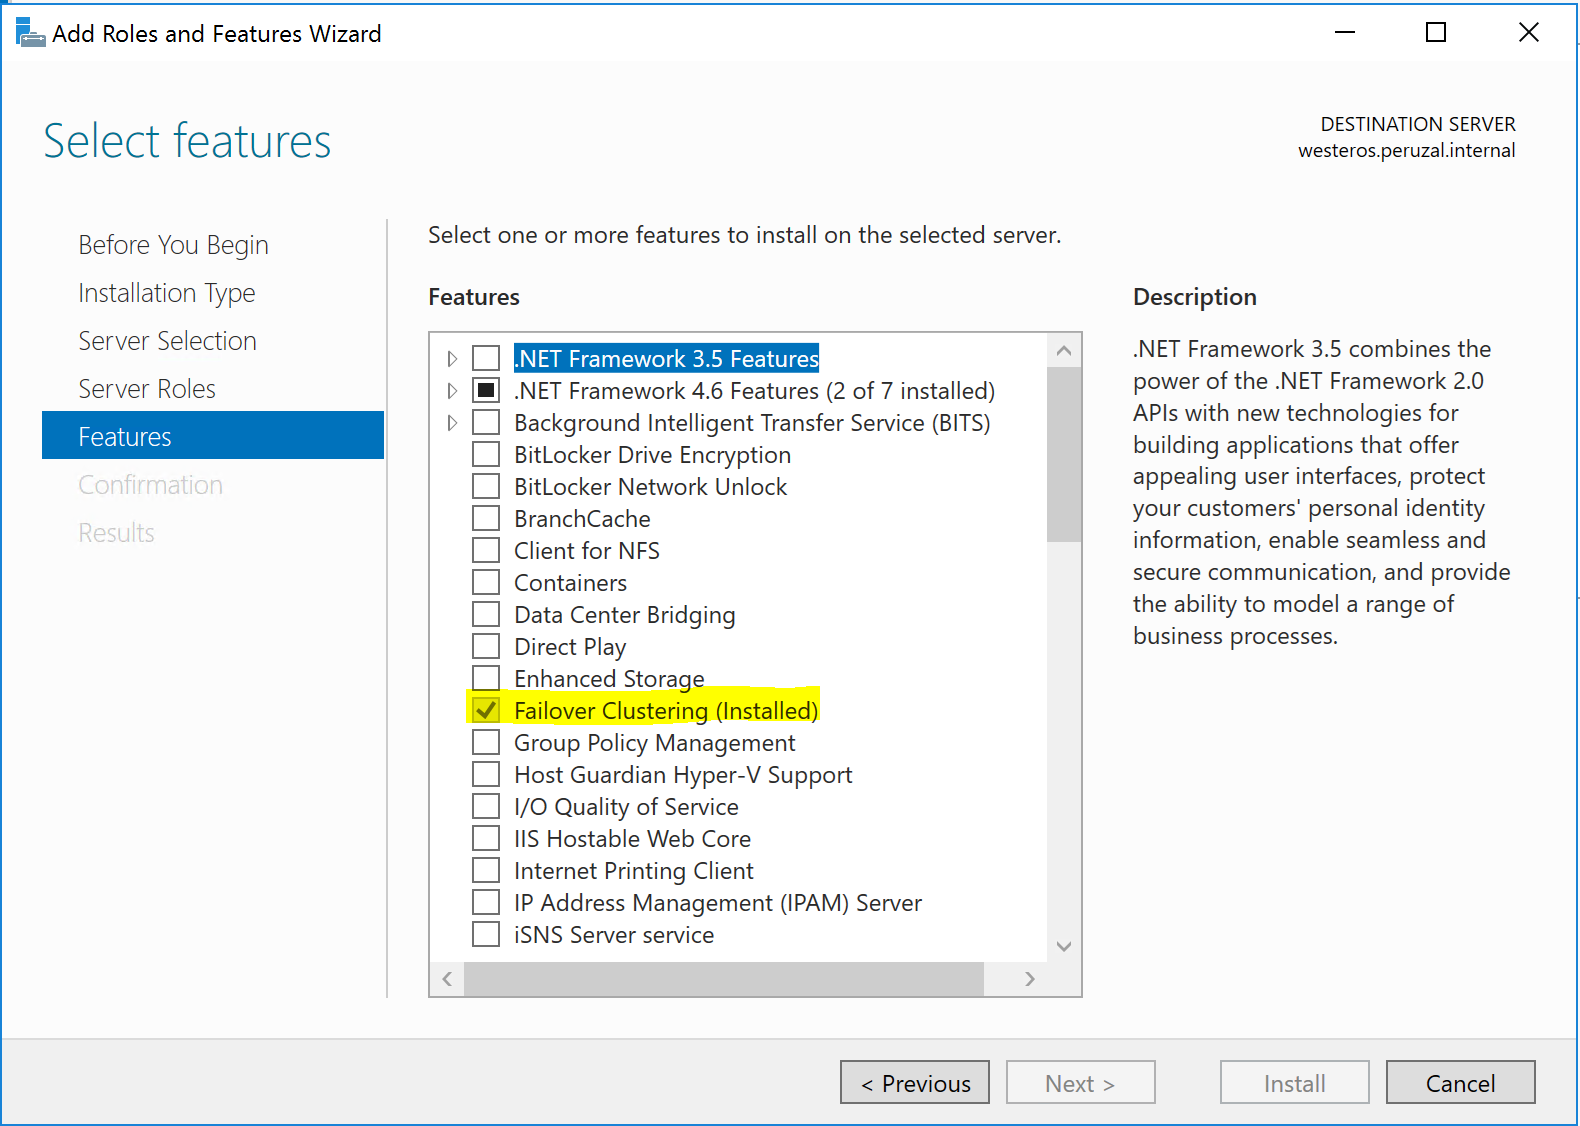 Add Roles and Features Wizard
Select features
DESTINATION SERVER
westeros.peruzal.internal
Before You Begin
Installation Type
Server Selection
Server Roles
Features
Confirmation
Results
Select one or more features to install on the selected server.
Features
.NET Framework 3.5 Features
.NET Framework 4.6 Features (2 of 7 installed)
Background Intelligent Transfer Service (BITS)
BitLocker Drive Encryption
BitLocker Network Unlock
BranchCache
Client for NFS
Containers
Data Center Bridging
Direct Play
Enhanced Storage
Failover Clustering (Installed)
Group Policy Management
Host Guardian Hyper-V Support
I/O Quality of Service
IIS Hostable Web Core
Internet Printing Client
IP Address Management (IPAM) Server
iSNS Server service
Description
.NET Framework 3.5 combines the
power of the .NET Framework 2.0
APIs with new technologies for
building applications that offer
appealing user interfaces, protect
your customers' personal identity
information, enable seamless and
secure communication, and provide
the ability to model a range of
business processes.
< Previous
Next >
Install
Cancel